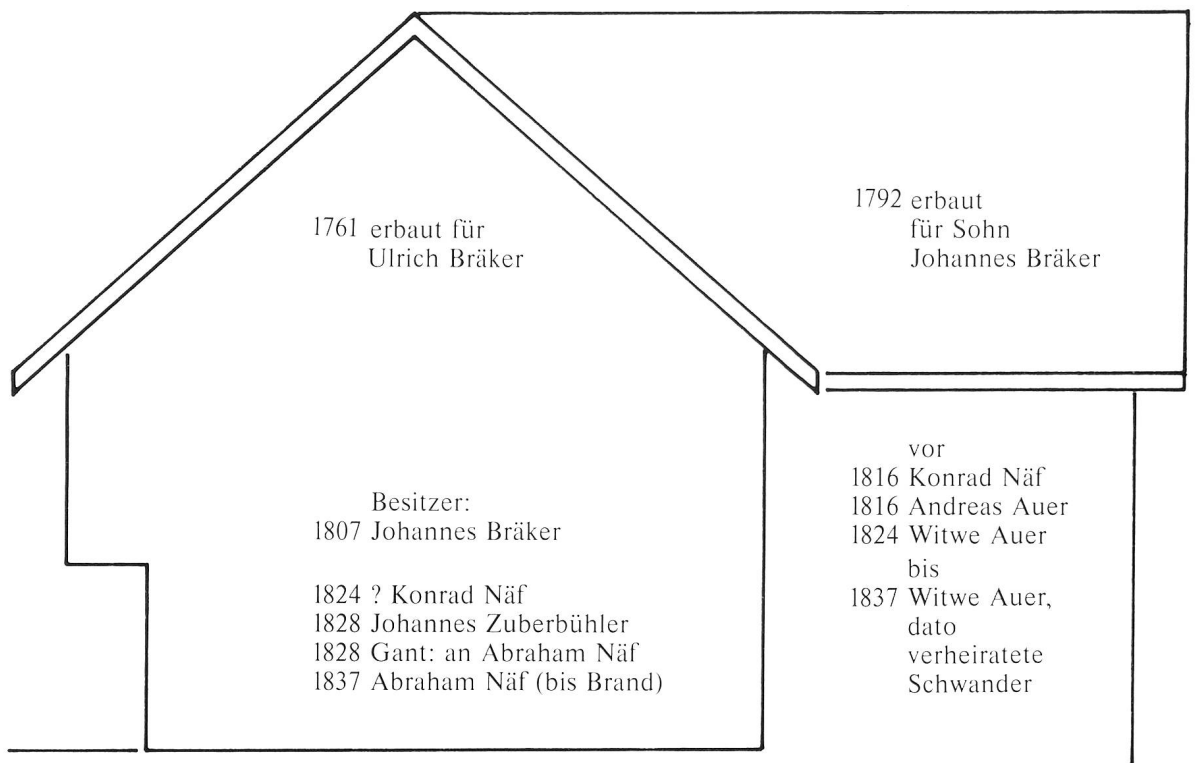 1761 erbaut für
Ulrich Bräker
1792 erbaut
für Sohn
Johannes Bräker
Besitzer:
1807 Johannes Bräker
1824 ? Konrad Näf
1828 Johannes Zuberbühler
1828 Gant: an Abraham Näf
1837 Abraham Näf (bis Brand)
vor
1816 Konrad Näf
1816 Andreas Auer
1824 Witwe Auer
bis
1837 Witwe Auer,
dato
verheiratete
Schwander